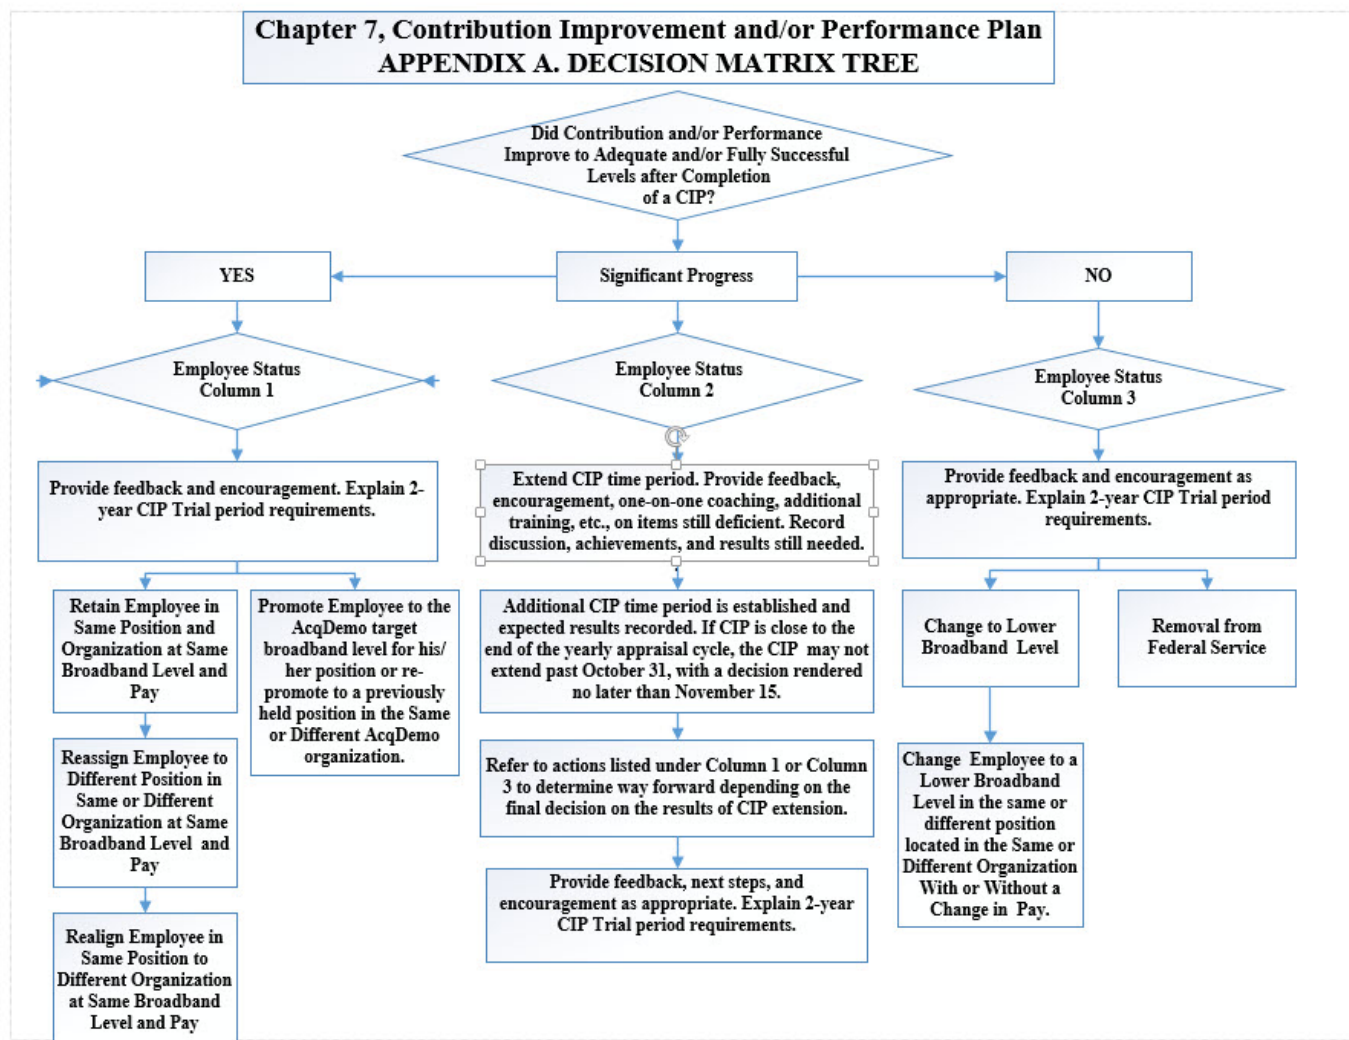 Chapter 7, Contribution Improvement and/or Performance Plan
APPENDIX A. DECISION MATRIX TREE
Did Contribution and/or Performance
Improve to Adequate and/or Fully Successful
Levels after Completion
of a CIP?
YES
Significant Progress
NO
Employee Status
Column 1
Employee Status
Column 2
Employee Status
Column 3
Provide feedback and encouragement. Explain 2-
year CIP Trial period requirements.
Extend CIP time period. Provide feedback,
encouragement, one-on-one coaching, additional
training, etc., on items still deficient. Record
discussion, achievements, and results still needed.
Provide feedback and encouragement as
appropriate. Explain 2-year CIP Trial period
requirements.
Retain Employee in
Same Position and
Organization at Same
Broadband Level and
Pay
Promote Employee to the
AcqDemo target
broadband level for his/
her position or re-
promote to a previously
held position in the Same
or Different AcqDemo
organization.
Additional CIP time period is established and
expected results recorded. If CIP is close to the
end of the yearly appraisal cycle, the CIP may not
extend past October 31, with a decision rendered
no later than November 15.
Change to Lower
Broadband Level
Removal from
Federal Service
Reassign Employee to
Different Position in
Same or Different
Organization at Same
Broadband Level and
Pay
Refer to actions listed under Column 1 or Column
3 to determine way forward depending on the
final decision on the results of CIP extension.
Change Employee to a
Lower Broadband
Level in the same or
different position
located in the Same or
Different Organization
With or Without a
Change in Pay.
Provide feedback, next steps, and
encouragement as appropriate. Explain 2-year
CIP Trial period requirements.
Realign Employee in
Same Position to
Different Organization
at Same Broadband
Level and Pay